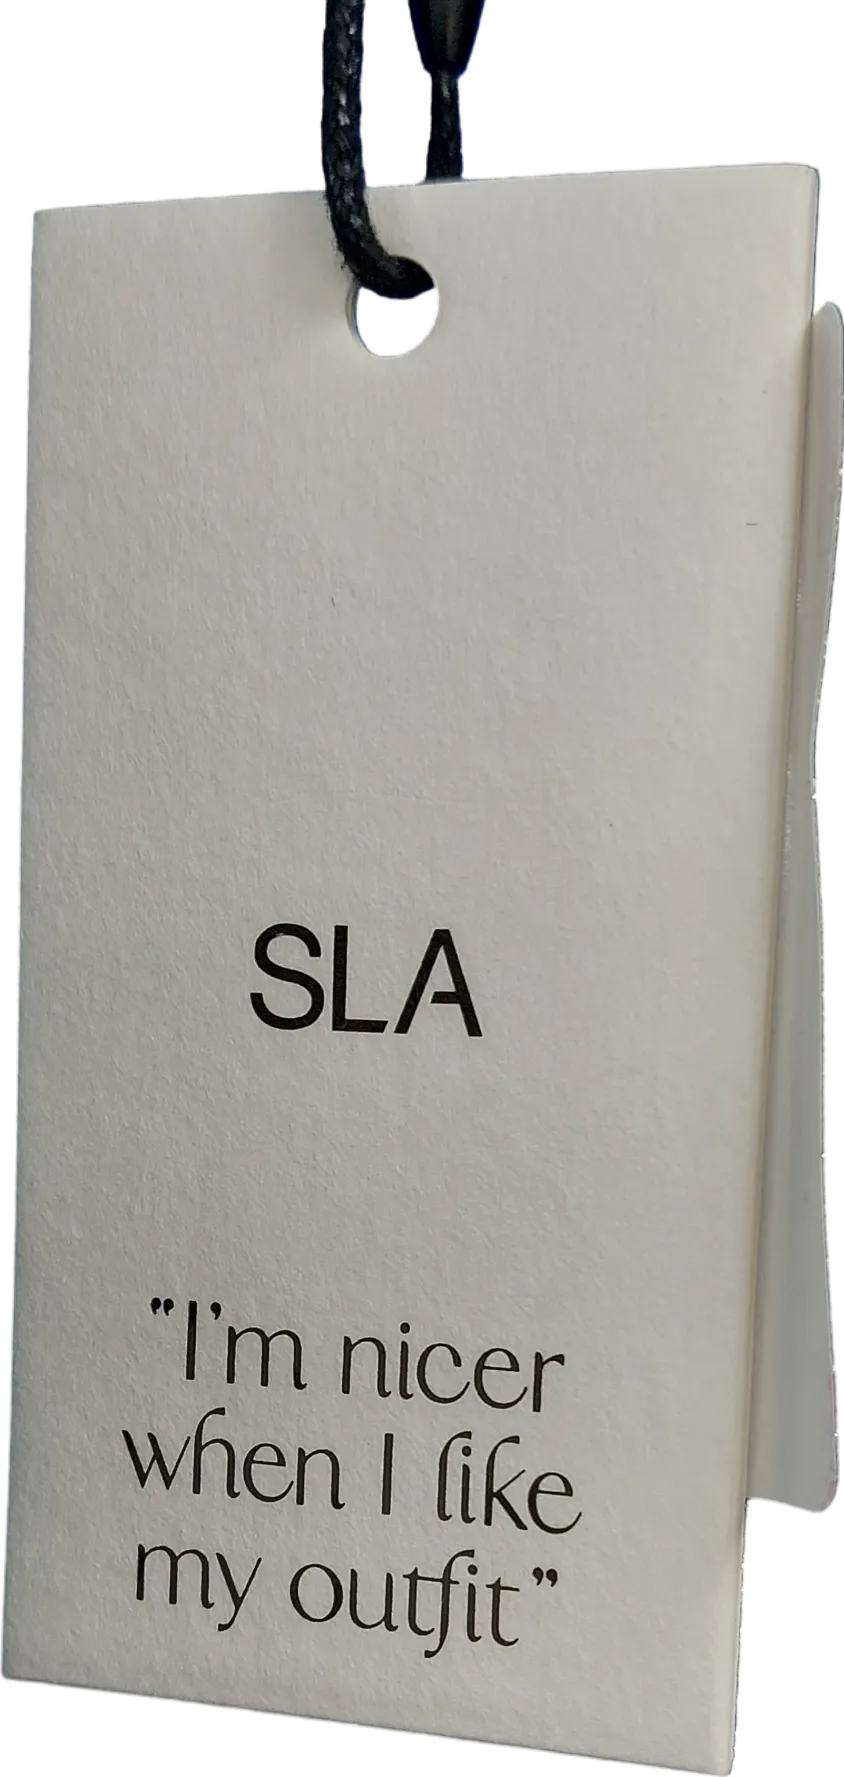 SLA
“I’m nicer
when I like
my outfit”